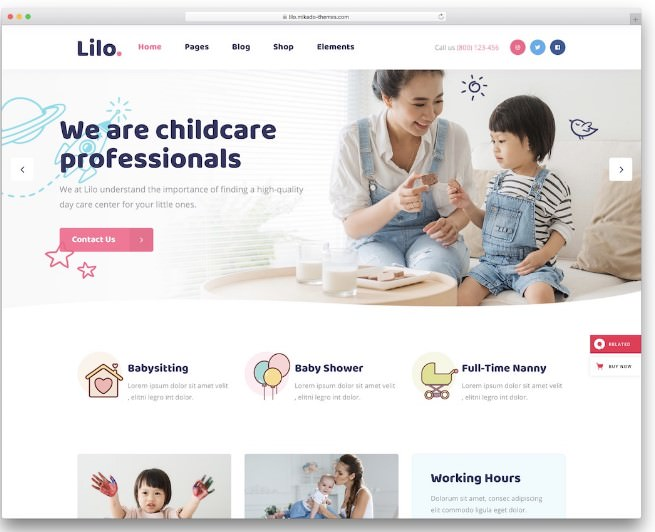 lilo.mikado-themes.com
Lilo.
Home
Pages
Blog
Shop
Elements
Call us (800) 123-456
We are childcare
professionals
We at Lilo understand the importance of finding a high-quality
day care center for your little ones.
Contact Us
RELATED
BUY NOW
Babysitting
Lorem ipsum dolor sit amet velit
, elitni legro int dolor.
Baby Shower
Lorem ipsum dolor sit amet velit
, elitni legro int dolor.
Full-Time Nanny
Lorem ipsum dolor sit amet velit
, elitni legro int dolor.
Working Hours
Dolorum sit amet, consec adipiscing
elit commodo ligula eget dolor.